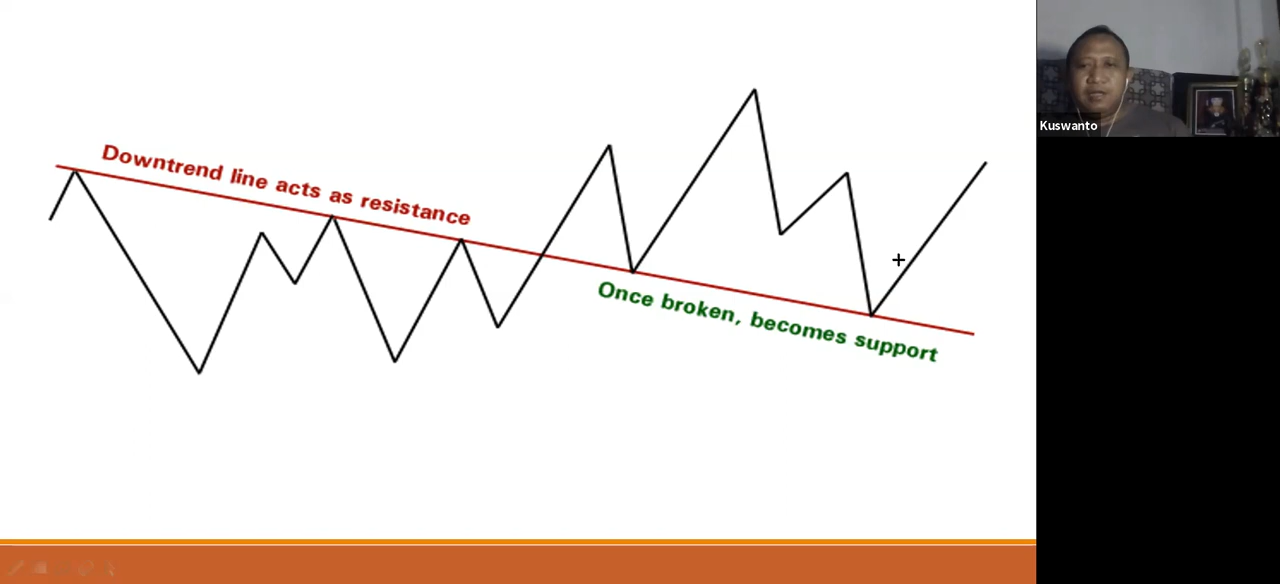 Downtrend line acts as resistance
Once broken, becomes support
Kuswanto